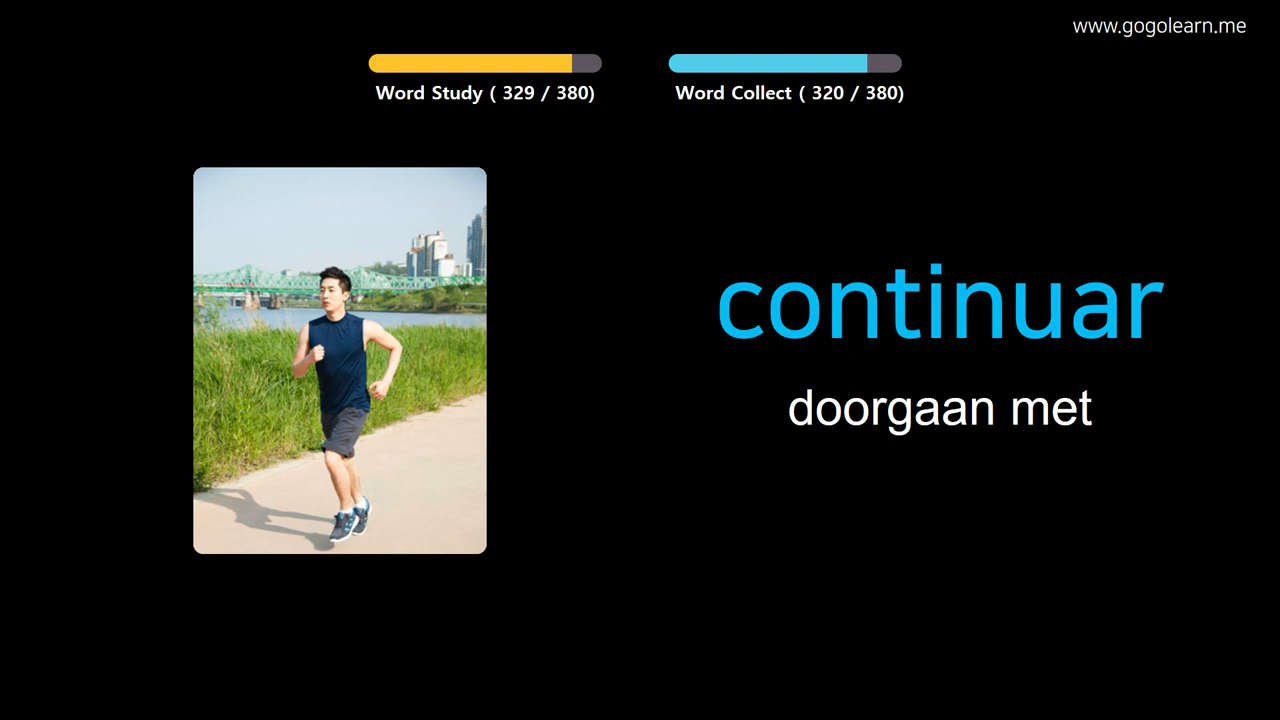 www.gogolearn.me
Word Study ( 329 / 380)
Word Collect ( 320 / 380)
continuar
doorgaan met